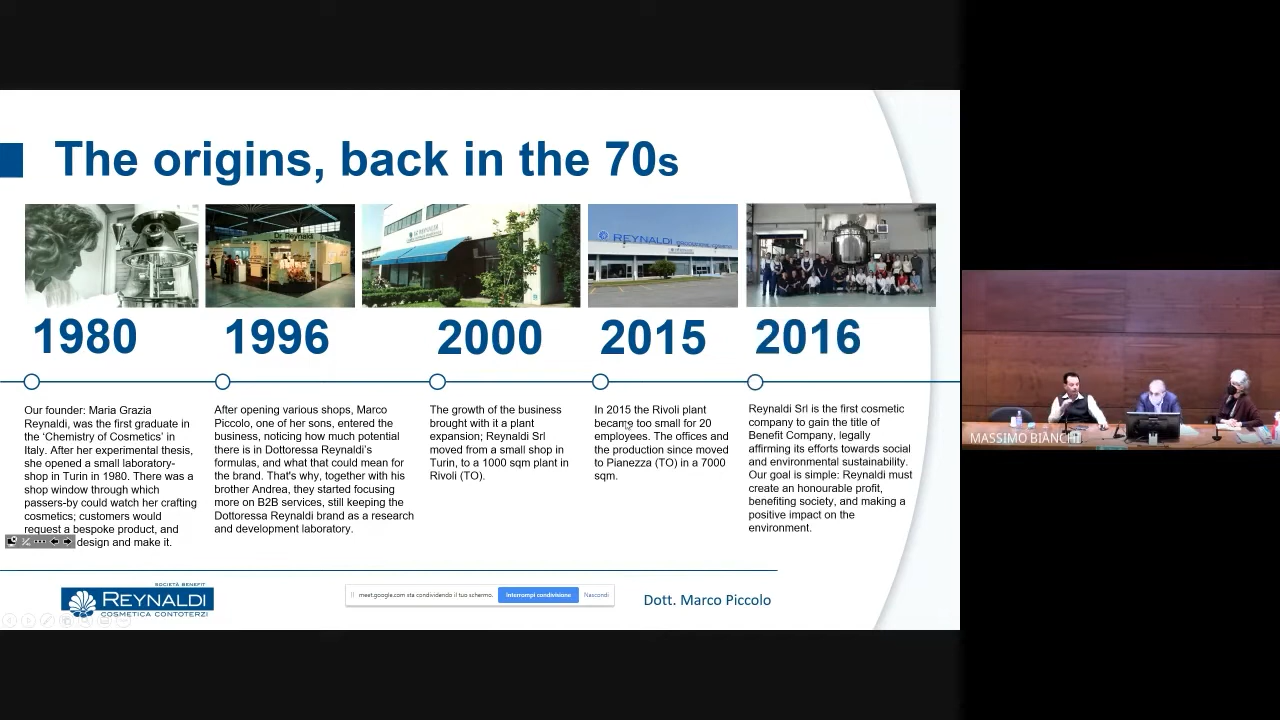 The origins, back in the 70s
Dr Reynaldi
REYNALDI
1980
1996
2000
2015
2016
Our founder: Maria Grazia
Reynaldi, was the first graduate in
the ‘Chemistry of Cosmetics’ in
Italy. After her experimental thesis,
she opened a small laboratory-
shop in Turin in 1980. There was a
shop window through which
passers-by could watch her crafting
cosmetics; customers would
request a bespoke product, and
design and make it.
After opening various shops, Marco
Piccolo, one of her sons, entered the
business, noticing how much potential
there is in Dottoressa Reynaldi's
formulas, and what that could mean for
the brand. That's why, together with his
brother Andrea, they started focusing
more on B2B services, still keeping the
Dottoressa Reynaldi brand as a research
and development laboratory.
The growth of the business
brought with it a plant
expansion; Reynaldi Srl
moved from a small shop in
Turin, to a 1000 sqm plant in
Rivoli (TO).
In 2015 the Rivoli plant
became too small for 20
employees. The offices and
the production since moved
to Pianezza (TO) in a 7000
sqm.
Reynaldi Srl is the first cosmetic
company to gain the title of
Benefit Company, legally
affirming its efforts towards social
and environmental sustainability.
Our goal is simple: Reynaldi must
create an honourable profit,
benefiting society, and making a
positive impact on the
environment.
SOCIETÀ BENEFIT
REYNALDI
COSMETICA CONTOTERZI
meet.google.com sta condividendo il tuo schermo.
Interrompi condivisione
Nascondi
Dott. Marco Piccolo
MASSIMO BIANCHI